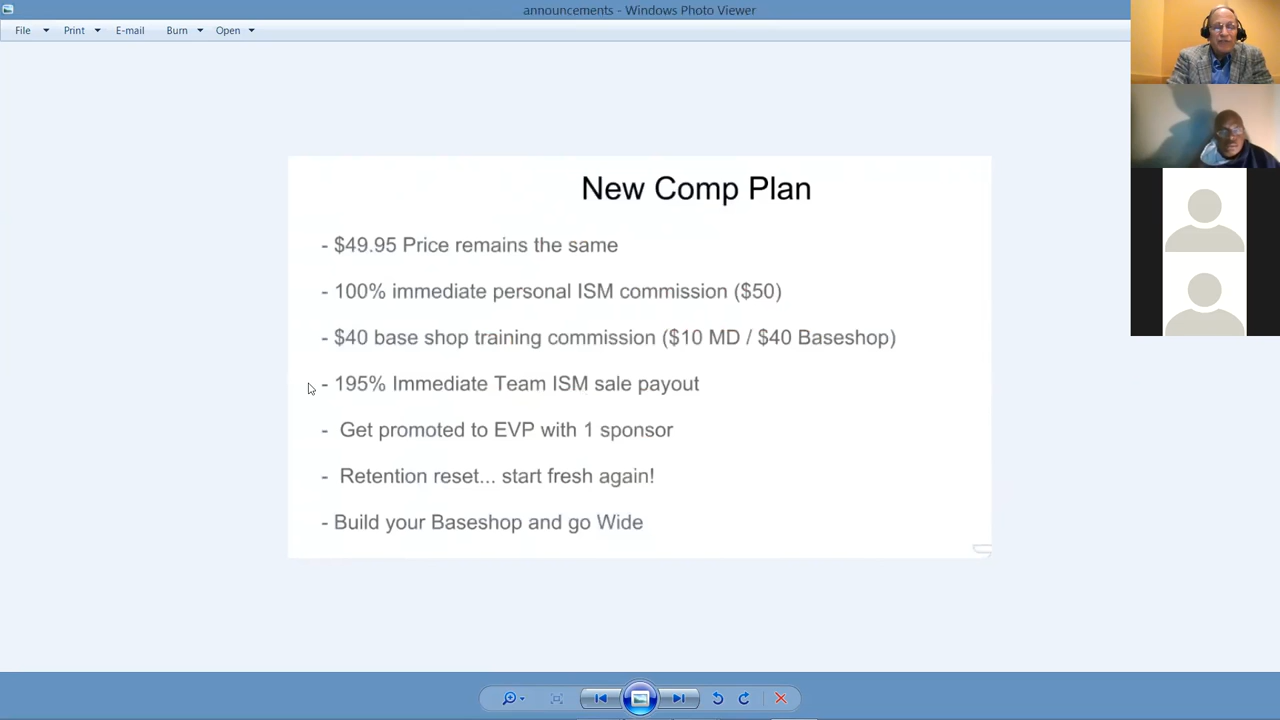 announcements - Windows Photo Viewer
File Print E-mail Burn Open
New Comp Plan
- $49.95 Price remains the same
- 100% immediate personal ISM commission ($50)
- $40 base shop training commission ($10 MD / $40 Baseshop)
- 195% Immediate Team ISM sale payout
- Get promoted to EVP with 1 sponsor
- Retention reset... start fresh again!
- Build your Baseshop and go Wide